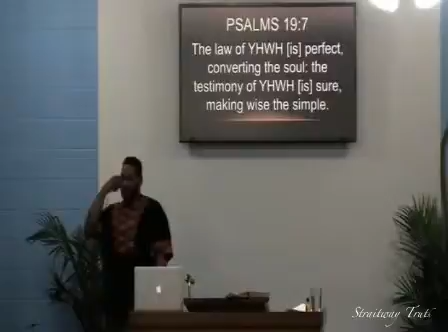 PSALMS 19:7
The law of YHWH [is] perfect,
converting the soul: the
testimony of YHWH [is] sure,
making wise the simple.
Straitway Trut